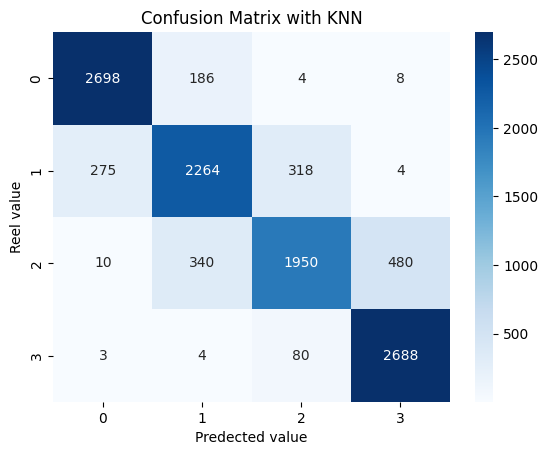 Confusion Matrix with KNN
0 2698 186 4 8
1 275 2264 318 4
2 10 340 1950 480
3 3 4 80 2688
0 1 2 3
Reel value
Predected value
2500
2000
1500
1000
500